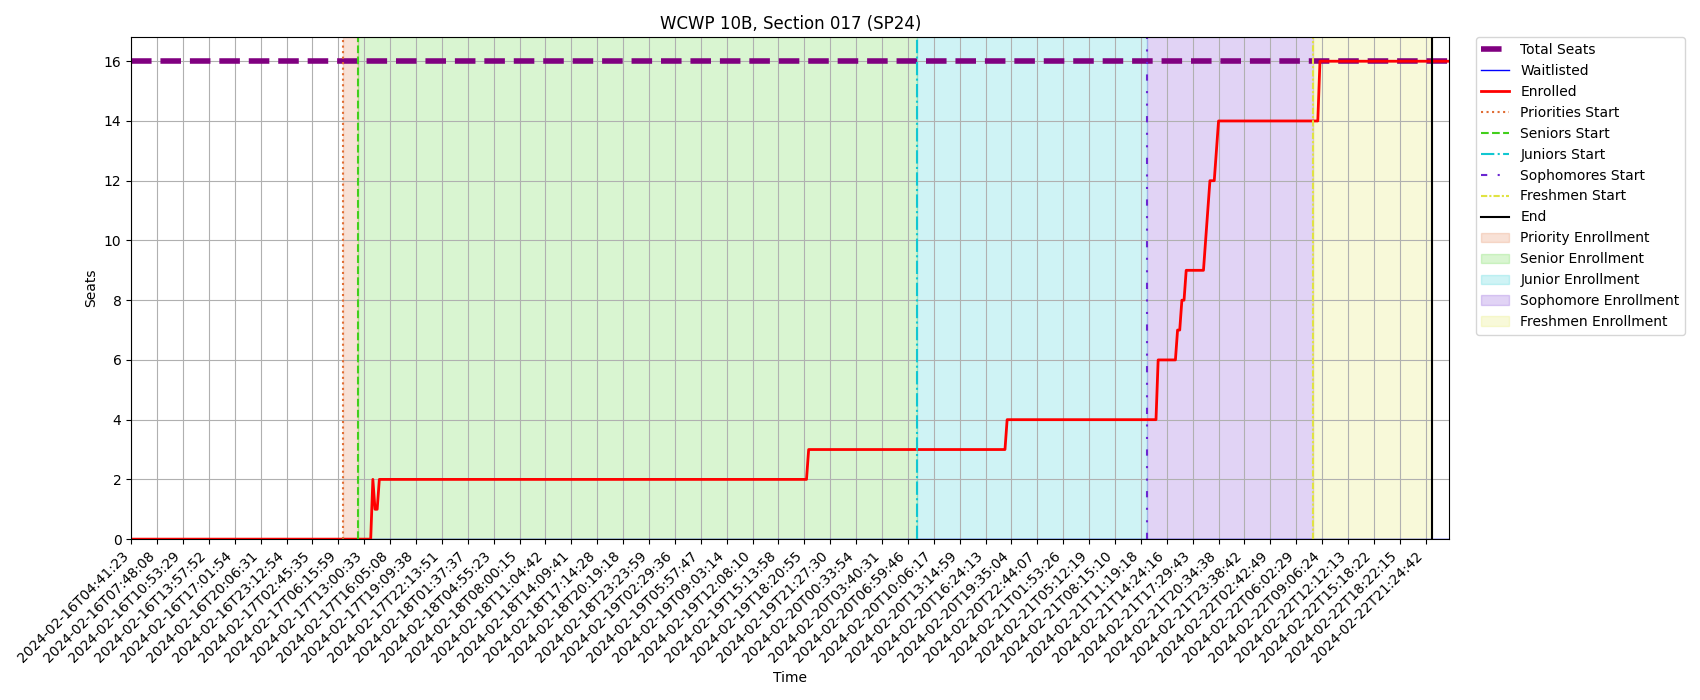 WCWP 10B, Section 017 (SP24)
Seats
16
14
12
10
8
6
4
2
0
2024-02-16T04:41:23
2024-02-16T07:48:08
2024-02-16T10:53:29
2024-02-16T13:57:52
2024-02-16T17:01:54
2024-02-16T20:06:31
2024-02-16T23:12:54
2024-02-17T02:45:35
2024-02-17T06:15:59
2024-02-17T13:00:33
2024-02-17T16:05:08
2024-02-17T19:09:38
2024-02-17T22:13:51
2024-02-18T01:37:37
2024-02-18T04:55:23
2024-02-18T08:00:15
2024-02-18T11:04:42
2024-02-18T14:09:41
2024-02-18T17:14:28
2024-02-18T20:19:18
2024-02-18T23:23:59
2024-02-19T02:29:36
2024-02-19T05:57:47
2024-02-19T09:03:14
2024-02-19T12:08:10
2024-02-19T15:13:58
2024-02-19T18:20:55
2024-02-19T21:27:30
2024-02-20T00:33:54
2024-02-20T03:40:31
2024-02-20T06:59:46
2024-02-20T10:06:17
2024-02-20T13:14:59
2024-02-20T16:24:13
2024-02-20T19:35:04
2024-02-20T22:44:07
2024-02-21T01:53:26
2024-02-21T05:12:19
2024-02-21T08:15:10
2024-02-21T11:19:18
2024-02-21T14:24:16
2024-02-21T17:29:43
2024-02-21T20:34:38
2024-02-21T23:38:42
2024-02-22T02:42:49
2024-02-22T06:02:29
2024-02-22T09:06:24
2024-02-22T12:12:13
2024-02-22T15:18:22
2024-02-22T18:22:15
2024-02-22T21:24:42
Time
Total Seats
Waitlisted
Enrolled
Priorities Start
Seniors Start
Juniors Start
Sophomores Start
Freshmen Start
End
Priority Enrollment
Senior Enrollment
Junior Enrollment
Sophomore Enrollment
Freshmen Enrollment